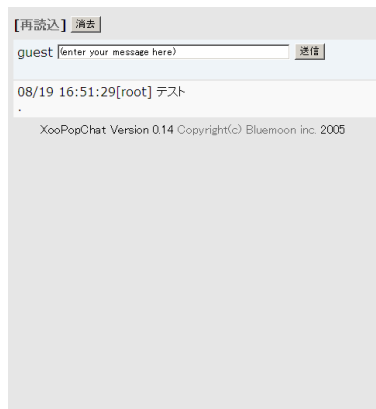 [再読込] 消去
guest (enter your message here) 送信
08/19 16:51:29[root] テスト
.
XooPopChat Version 0.14 Copyright(c) Bluemoon inc. 2005